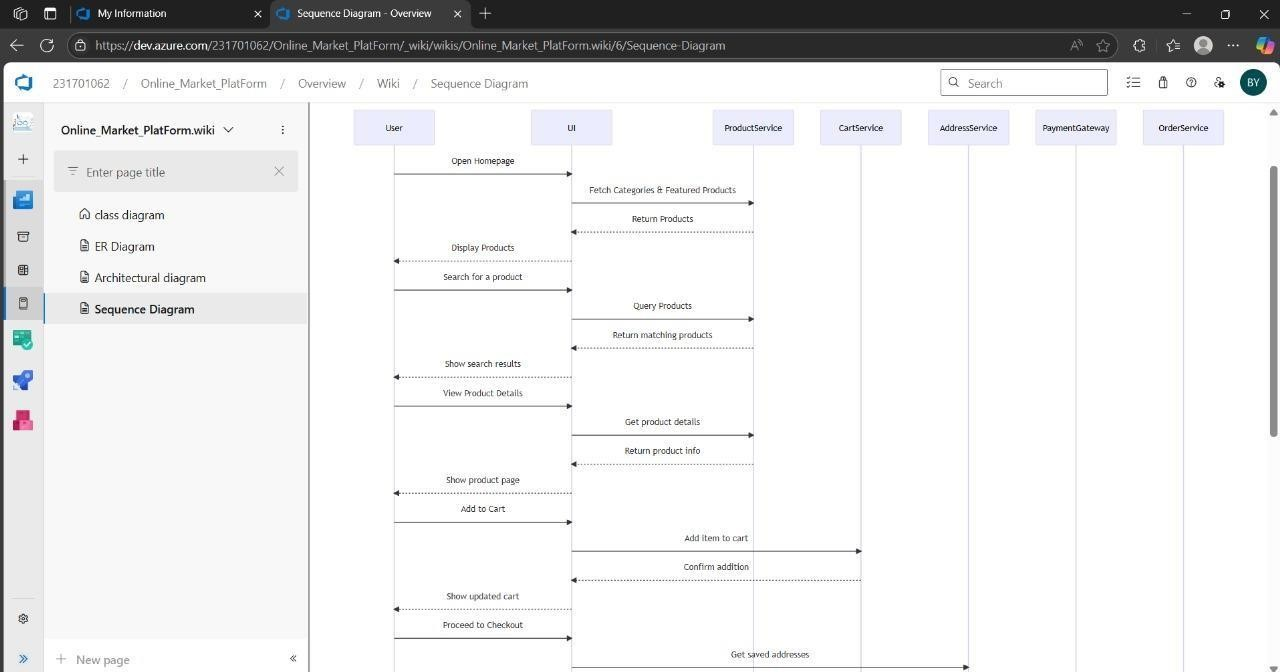 My Information
Sequence Diagram - Overview
https://dev.azure.com/231701062/Online_Market_PlatForm/_wiki/wikis/Online_Market_PlatForm.wiki/6/Sequence-Diagram
231701062 / Online_Market_PlatForm / Overview / Wiki / Sequence Diagram
Search
BY
Online_Market_PlatForm.wiki
Enter page title
class diagram
ER Diagram
Architectural diagram
Sequence Diagram
New page
User
UI
ProductService
CartService
AddressService
PaymentGateway
OrderService
Open Homepage
Fetch Categories & Featured Products
Return Products
Display Products
Search for a product
Query Products
Return matching products
Show search results
View Product Details
Get product details
Return product info
Show product page
Add to Cart
Add item to cart
Confirm addition
Show updated cart
Proceed to Checkout
Get saved addresses